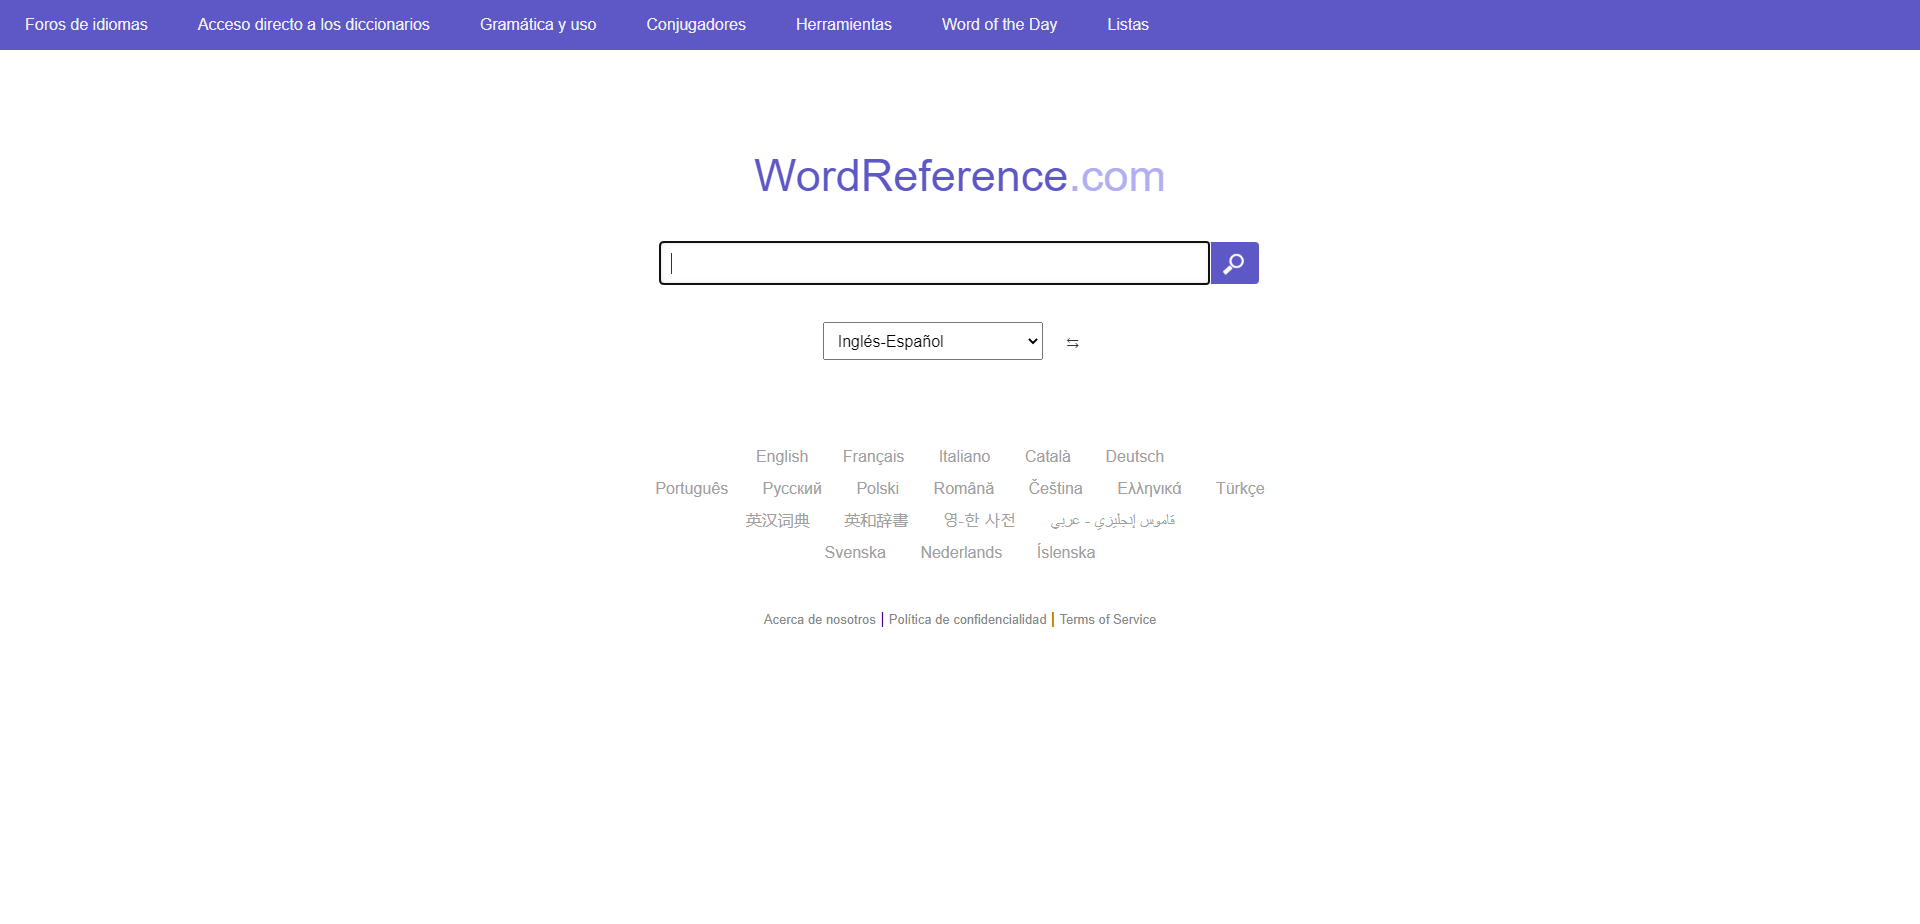 Foros de idiomas Acceso directo a los diccionarios Gramática y uso Conjugadores Herramientas Word of the Day Listas
WordReference.com
Inglés-Español ⇆
English Français Italiano Català Deutsch
Português Русский Polski Română Čeština Ελληνικά Türkçe
英汉词典 英和辞書 영-한 사전 قاموس إنجليزي - عربي
Svenska Nederlands Íslenska
Acerca de nosotros | Política de confidencialidad | Terms of Service